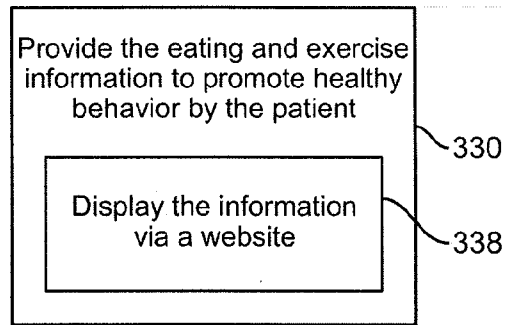 Provide the eating and exercise
information to promote healthy
behavior by the patient
330
Display the information
via a website
338